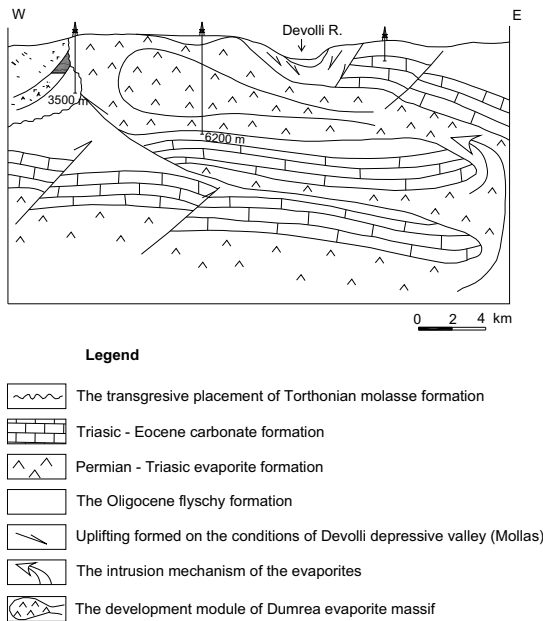 W
E
Devolli R.
3500 m
6200 m
0 2 4 km
Legend
The transgresive placement of Torthonian molasse formation
Triasic - Eocene carbonate formation
Permian - Triasic evaporite formation
The Oligocene flyschy formation
Uplifting formed on the conditions of Devolli depressive valley (Mollas)
The intrusion mechanism of the evaporites
The development module of Dumrea evaporite massif